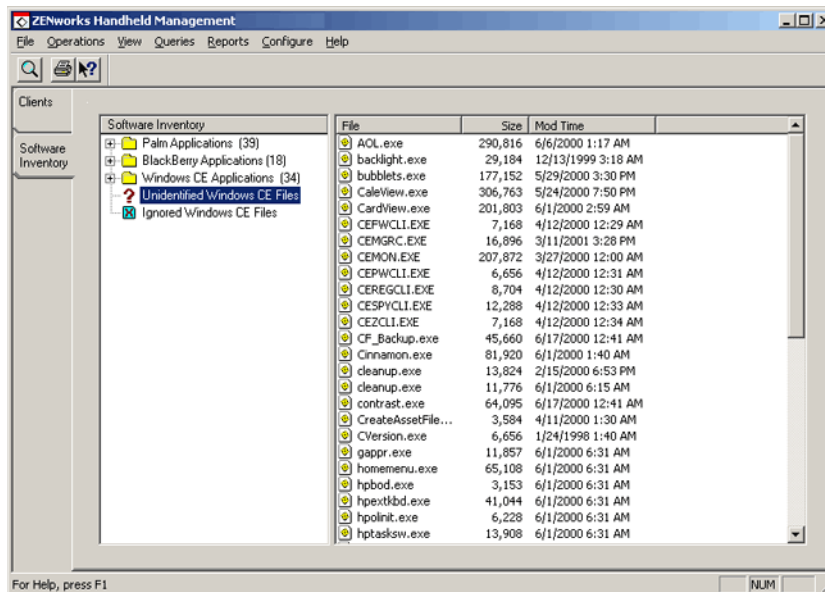 ZENworks Handheld Management
File Operations View Queries Reports Configure Help
Clients
Software Inventory
Software Inventory
Palm Applications (39)
BlackBerry Applications (18)
Windows CE Applications (34)
Unidentified Windows CE Files
Ignored Windows CE Files
File Size Mod Time
AOL.exe 290,816 6/6/2000 1:17 AM
backlight.exe 29,184 12/13/1999 3:18 AM
bubblets.exe 177,152 5/29/2000 3:30 PM
CaleView.exe 306,763 5/24/2000 7:50 PM
CardView.exe 201,803 6/1/2000 2:59 AM
CEFWCLI.EXE 7,168 4/12/2000 12:29 AM
CEMGRC.EXE 16,896 3/11/2001 3:28 PM
CEMON.EXE 207,872 3/27/2000 12:00 AM
CEPWCLI.EXE 6,656 4/12/2000 12:31 AM
CEREGCLI.EXE 8,704 4/12/2000 12:30 AM
CESPYCLI.EXE 12,288 4/12/2000 12:33 AM
CEZCLI.EXE 7,168 4/12/2000 12:34 AM
CF_Backup.exe 45,660 6/17/2000 12:41 AM
Cinnamon.exe 81,920 6/1/2000 1:40 AM
cleanup.exe 13,824 2/15/2000 6:53 PM
cleanup.exe 11,776 6/1/2000 6:15 AM
contrast.exe 64,095 6/17/2000 12:41 AM
CreateAssetFile... 3,584 4/11/2000 1:30 AM
CVersion.exe 6,656 1/24/1998 1:40 AM
gappr.exe 11,857 6/1/2000 6:31 AM
homemenu.exe 65,108 6/1/2000 6:31 AM
hpbod.exe 3,153 6/1/2000 6:31 AM
hpextkbd.exe 41,044 6/1/2000 6:31 AM
hpolinit.exe 6,228 6/1/2000 6:31 AM
hptasksw.exe 13,908 6/1/2000 6:31 AM
For Help, press F1
NUM